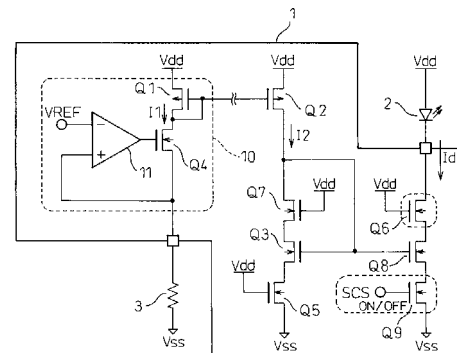 1
Vdd
Vdd
Vdd
Q1
Q2
2
I1
VREF
-
+
11
Q4
10
I2
Id
Vdd
Vdd
Q7
Q6
Q3
Q8
3
Vdd
SCS
ON/OFF
Q5
Q9
Vss
Vss
Vss